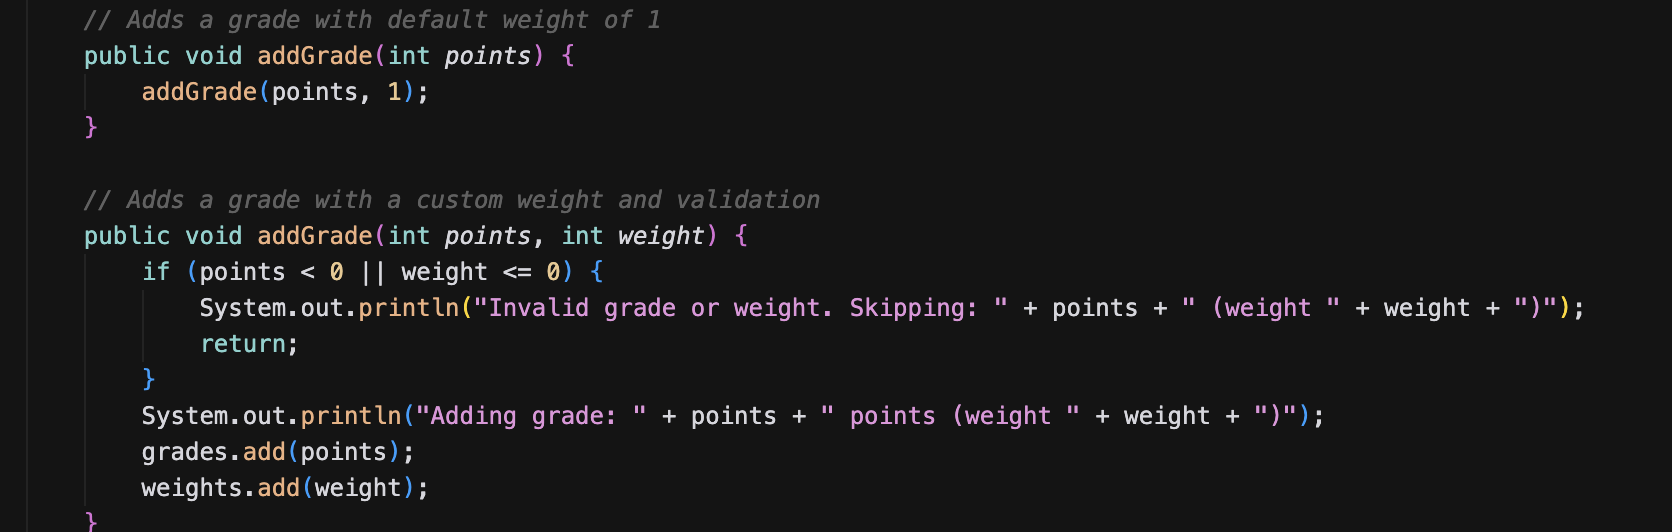 // Adds a grade with default weight of 1
public void addGrade(int points) {
addGrade(points, 1);
}
// Adds a grade with a custom weight and validation
public void addGrade(int points, int weight) {
if (points < 0 || weight <= 0) {
System.out.println("Invalid grade or weight. Skipping: " + points + " (weight " + weight + ")");
return;
}
System.out.println("Adding grade: " + points + " points (weight " + weight + ")");
grades.add(points);
weights.add(weight);
}